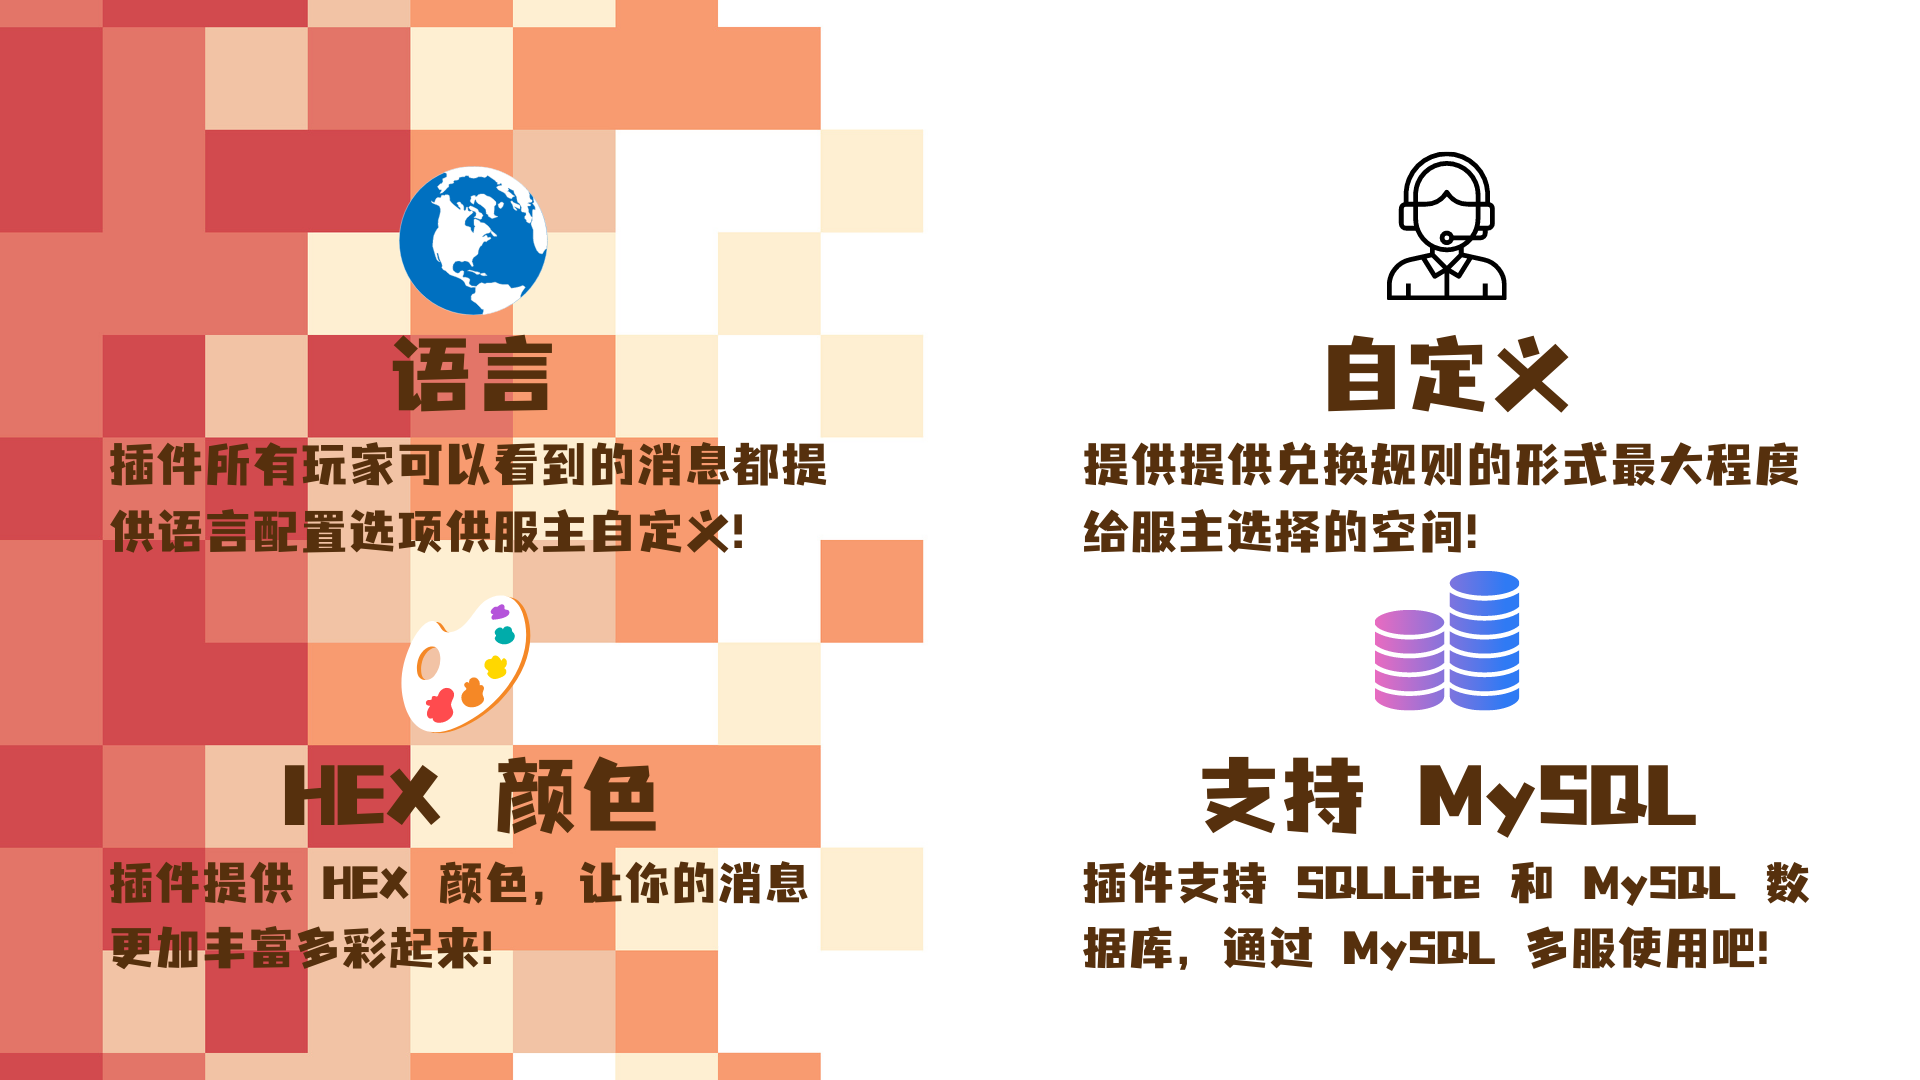 语言
插件所有玩家可以看到的消息都提
供语言配置选项供服主自定义!
HEX 颜色
插件提供 HEX 颜色，让你的消息
更加丰富多彩起来!
自定义
提供提供兑换规则的形式最大程度
给服主选择的空间!
支持 MySQL
插件支持 SQLLite 和 MySQL 数
据库，通过 MySQL 多服使用吧!